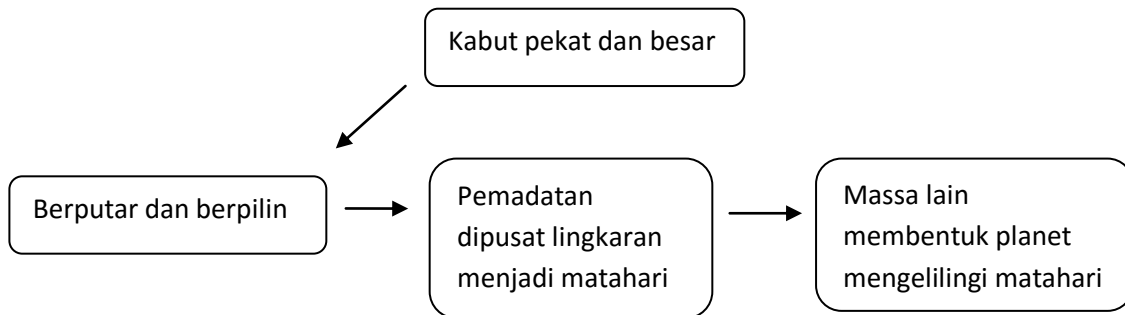 Kabut pekat dan besar
Berputar dan berpilin
Pemadatan
dipusat lingkaran
menjadi matahari
Massa lain
membentuk planet
mengelilingi matahari